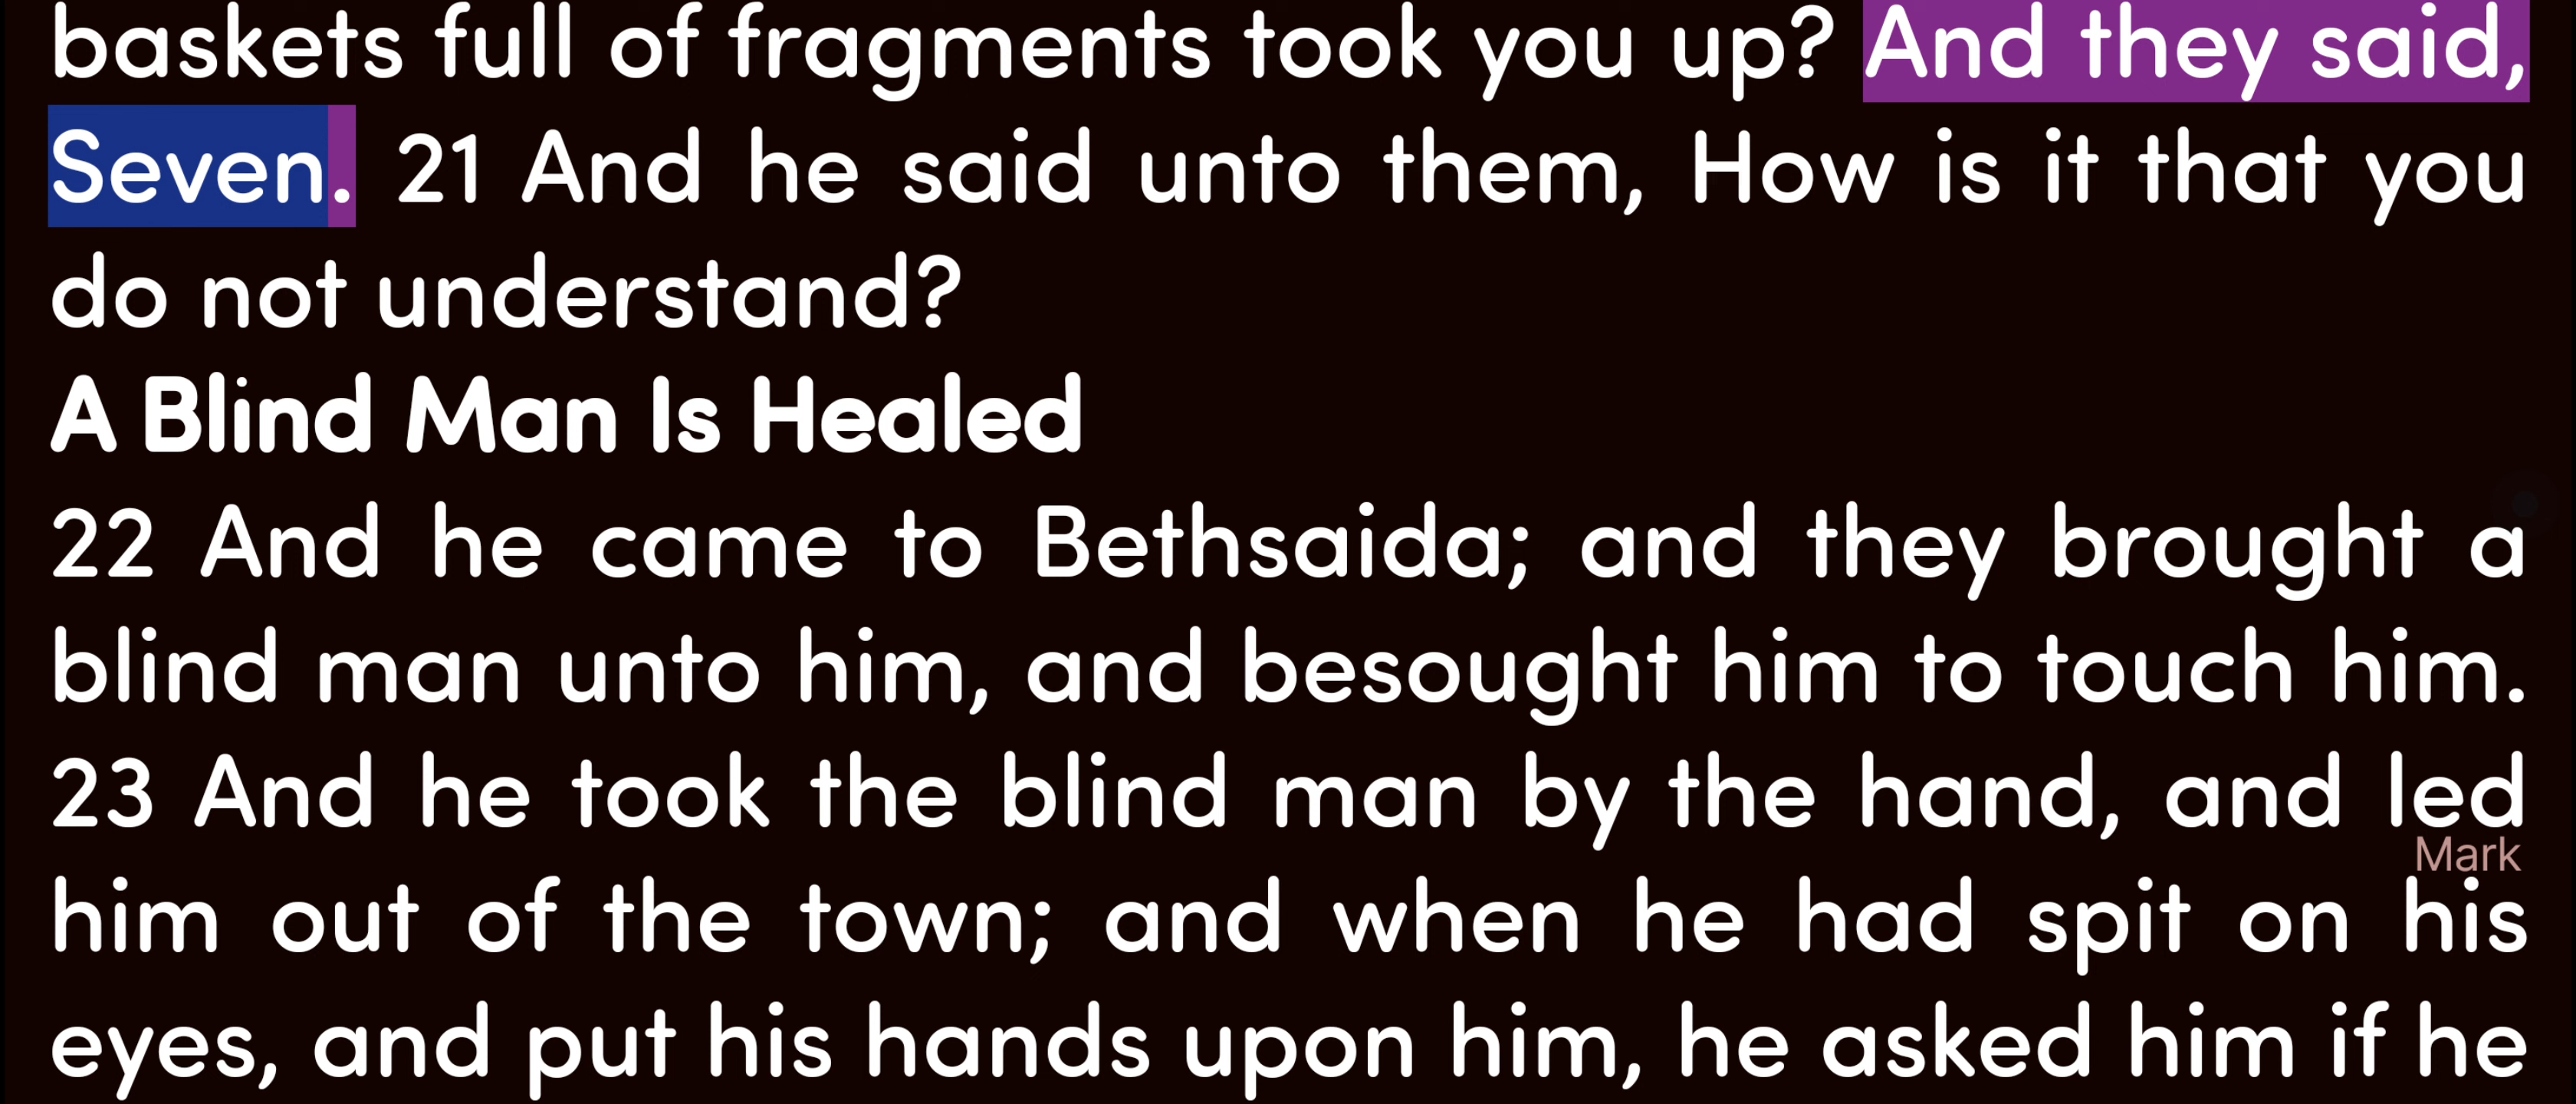 baskets full of fragments took you up? And they said,
Seven. 21 And he said unto them, How is it that you
do not understand?
A Blind Man Is Healed
22 And he came to Bethsaida; and they brought a
blind man unto him, and besought him to touch him.
23 And he took the blind man by the hand, and led
Mark
him out of the town; and when he had spit on his
eyes, and put his hands upon him, he asked him if he